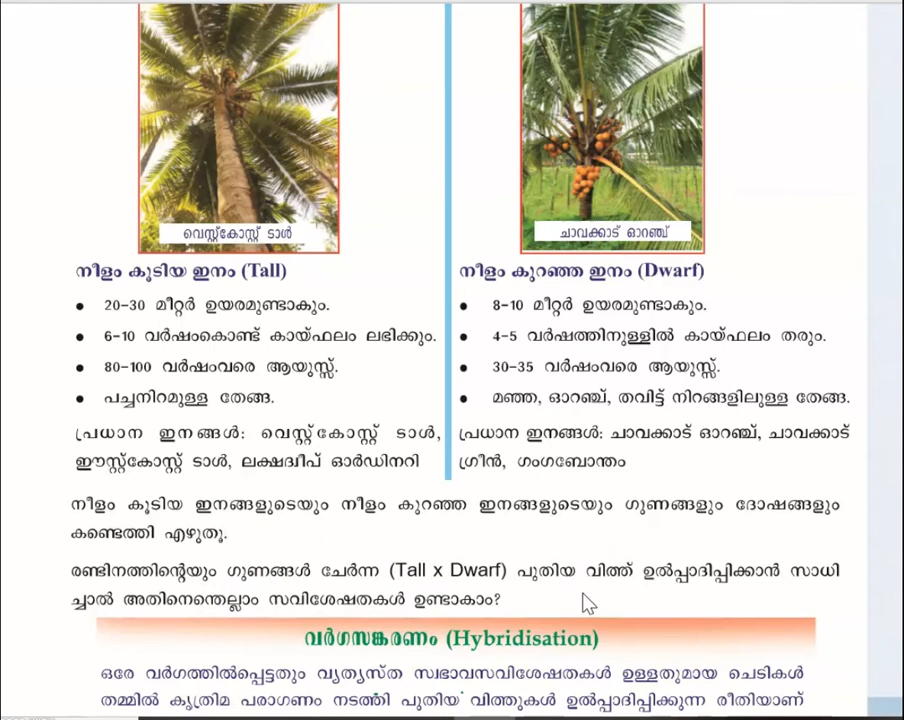 വെസ്റ്റ്കോസ്റ്റ് ടാൾ
നീളം കൂടിയ ഇനം (Tall)
20-30 മീറ്റർ ഉയരമുണ്ടാകും.
6-10 വർഷംകൊണ്ട് കായ്ഫലം ലഭിക്കും.
80-100 വർഷംവരെ ആയുസ്സ്.
പച്ചനിറമുള്ള തേങ്ങ.
പ്രധാന ഇനങ്ങൾ: വെസ്റ്റ്കോസ്റ്റ് ടാൾ,
ഈസ്റ്റ്കോസ്റ്റ് ടാൾ, ലക്ഷദ്വീപ് ഓർഡിനറി
ചാവക്കാട് ഓറഞ്ച്
നീളം കുറഞ്ഞ ഇനം (Dwarf)
8-10 മീറ്റർ ഉയരമുണ്ടാകും.
4-5 വർഷത്തിനുള്ളിൽ കായ്ഫലം തരും.
30-35 വർഷംവരെ ആയുസ്സ്.
മഞ്ഞ, ഓറഞ്ച്, തവിട്ട് നിറങ്ങളിലുള്ള തേങ്ങ.
പ്രധാന ഇനങ്ങൾ: ചാവക്കാട് ഓറഞ്ച്, ചാവക്കാട്
ഗ്രീൻ, ഗംഗബോന്തം
നീളം കൂടിയ ഇനങ്ങളുടെയും നീളം കുറഞ്ഞ ഇനങ്ങളുടെയും ഗുണങ്ങളും ദോഷങ്ങളും
കണ്ടെത്തി എഴുതൂ.
രണ്ടിനത്തിന്റെയും ഗുണങ്ങൾ ചേർന്ന (Tall x Dwarf) പുതിയ വിത്ത് ഉൽപ്പാദിപ്പിക്കാൻ സാധി
ച്ചാൽ അതിനെന്തെല്ലാം സവിശേഷതകൾ ഉണ്ടാകാം?
വർഗസങ്കരണം (Hybridisation)
ഒരേ വർഗത്തിൽപ്പെട്ടതും വ്യത്യസ്ത സ്വഭാവസവിശേഷതകൾ ഉള്ളതുമായ ചെടികൾ
തമ്മിൽ കൃത്രിമ പരാഗണം നടത്തി പുതിയ വിത്തുകൾ ഉൽപ്പാദിപ്പിക്കുന്ന രീതിയാണ്